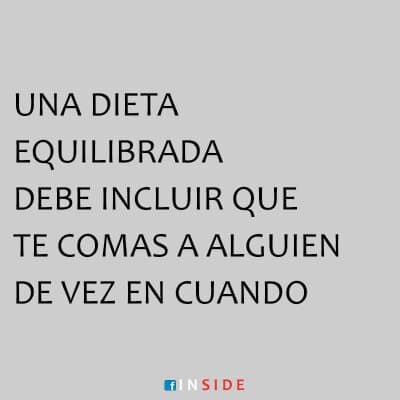 UNA DIETA
EQUILIBRADA
DEBE INCLUIR QUE
TE COMAS A ALGUIEN
DE VEZ EN CUANDO
f INSIDE